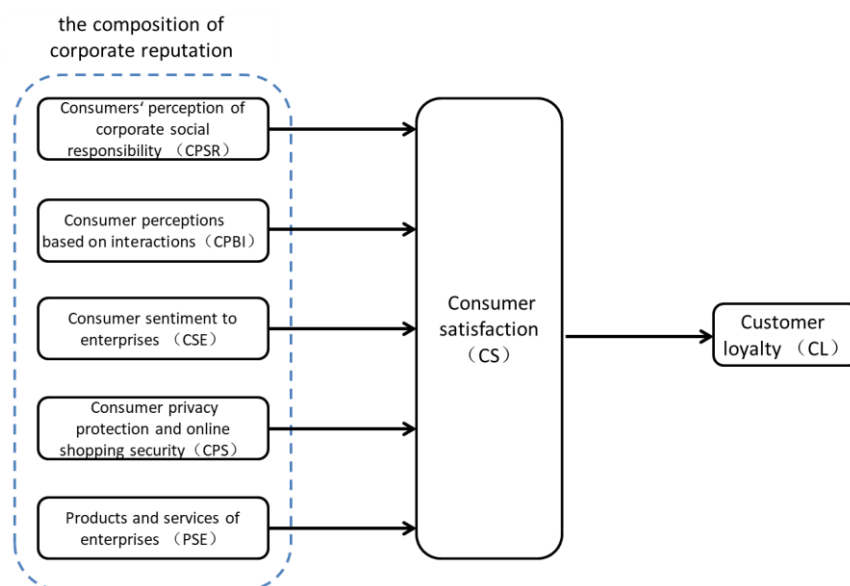 the composition of
corporate reputation
Consumers‘ perception of
corporate social
responsibility （CPSR）
Consumer perceptions
based on interactions（CPBI）
Consumer sentiment to
enterprises （CSE）
Consumer privacy
protection and online
shopping security（CPS）
Products and services of
enterprises （PSE）
Consumer
satisfaction
（CS）
Customer
loyalty （CL）